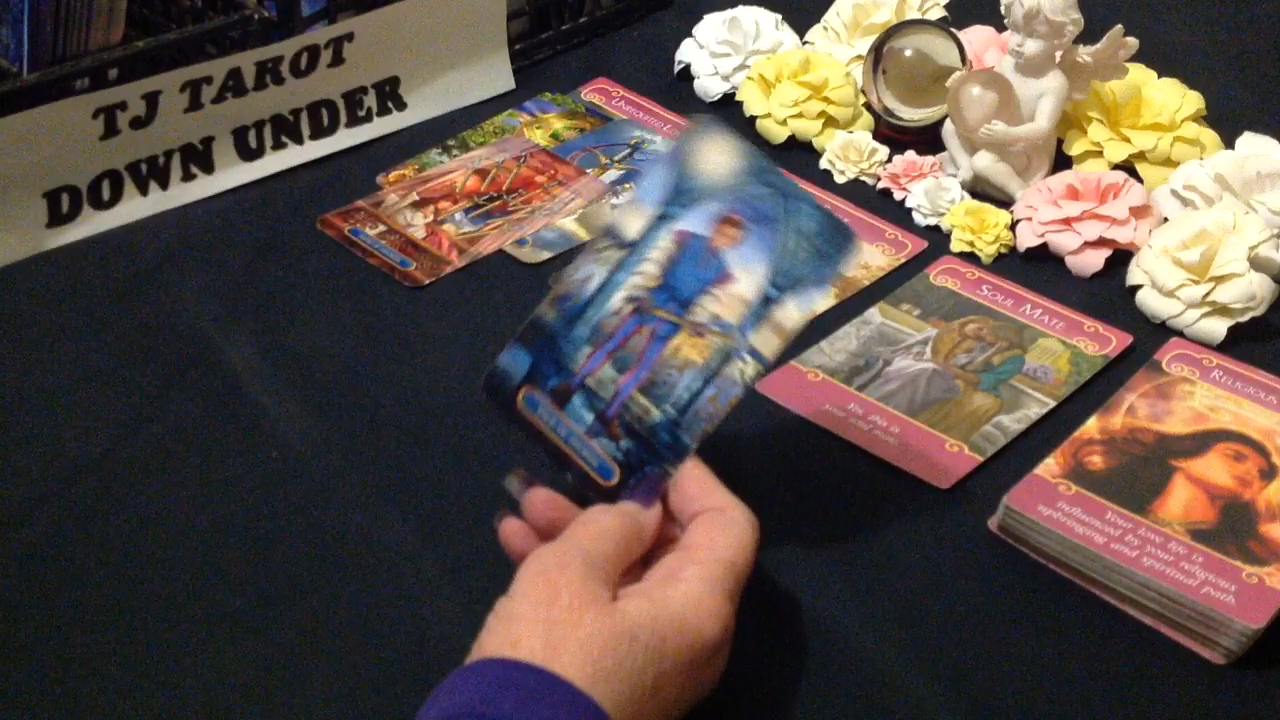 TJ TAROT
DOWN UNDER
UNREQUITED
SOUL MATE
Yes, this is
your soul mate.
RELIGIOUS
Your love life is
influenced by your religious
upbringing and spiritual path.